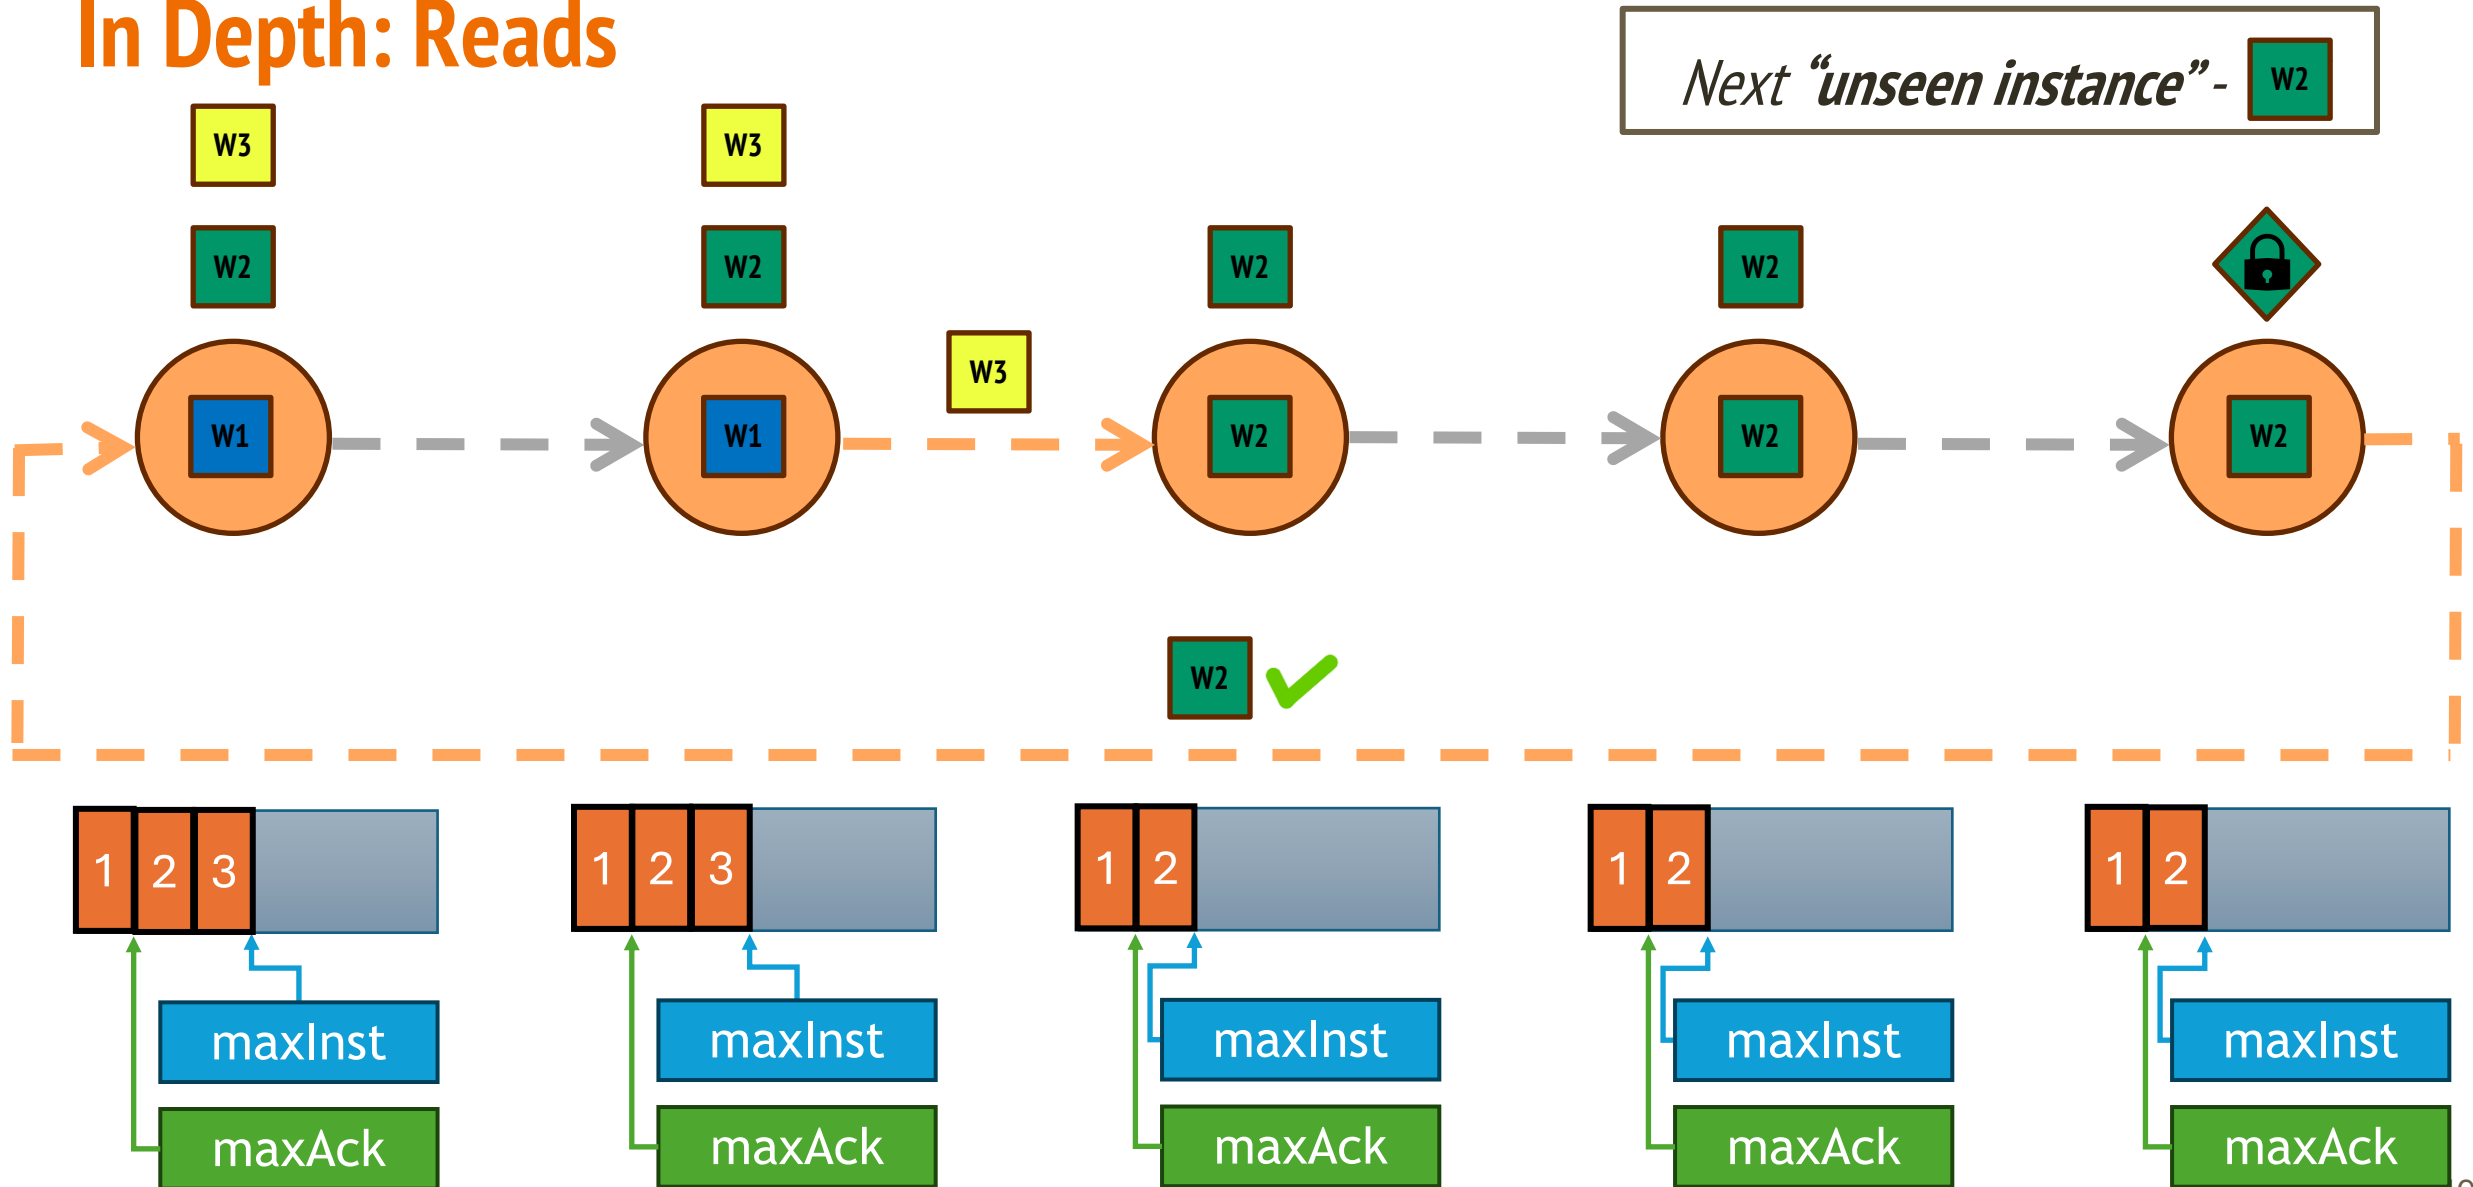 In Depth: Reads
Next “unseen instance” - W2
W3 W3
W2 W2 W2 W2
W3
W1 W1 W2 W2 W2
W2
1 2 3 1 2 3 1 2 1 2 1 2
maxInst maxInst maxInst maxInst maxInst
maxAck maxAck maxAck maxAck maxAck